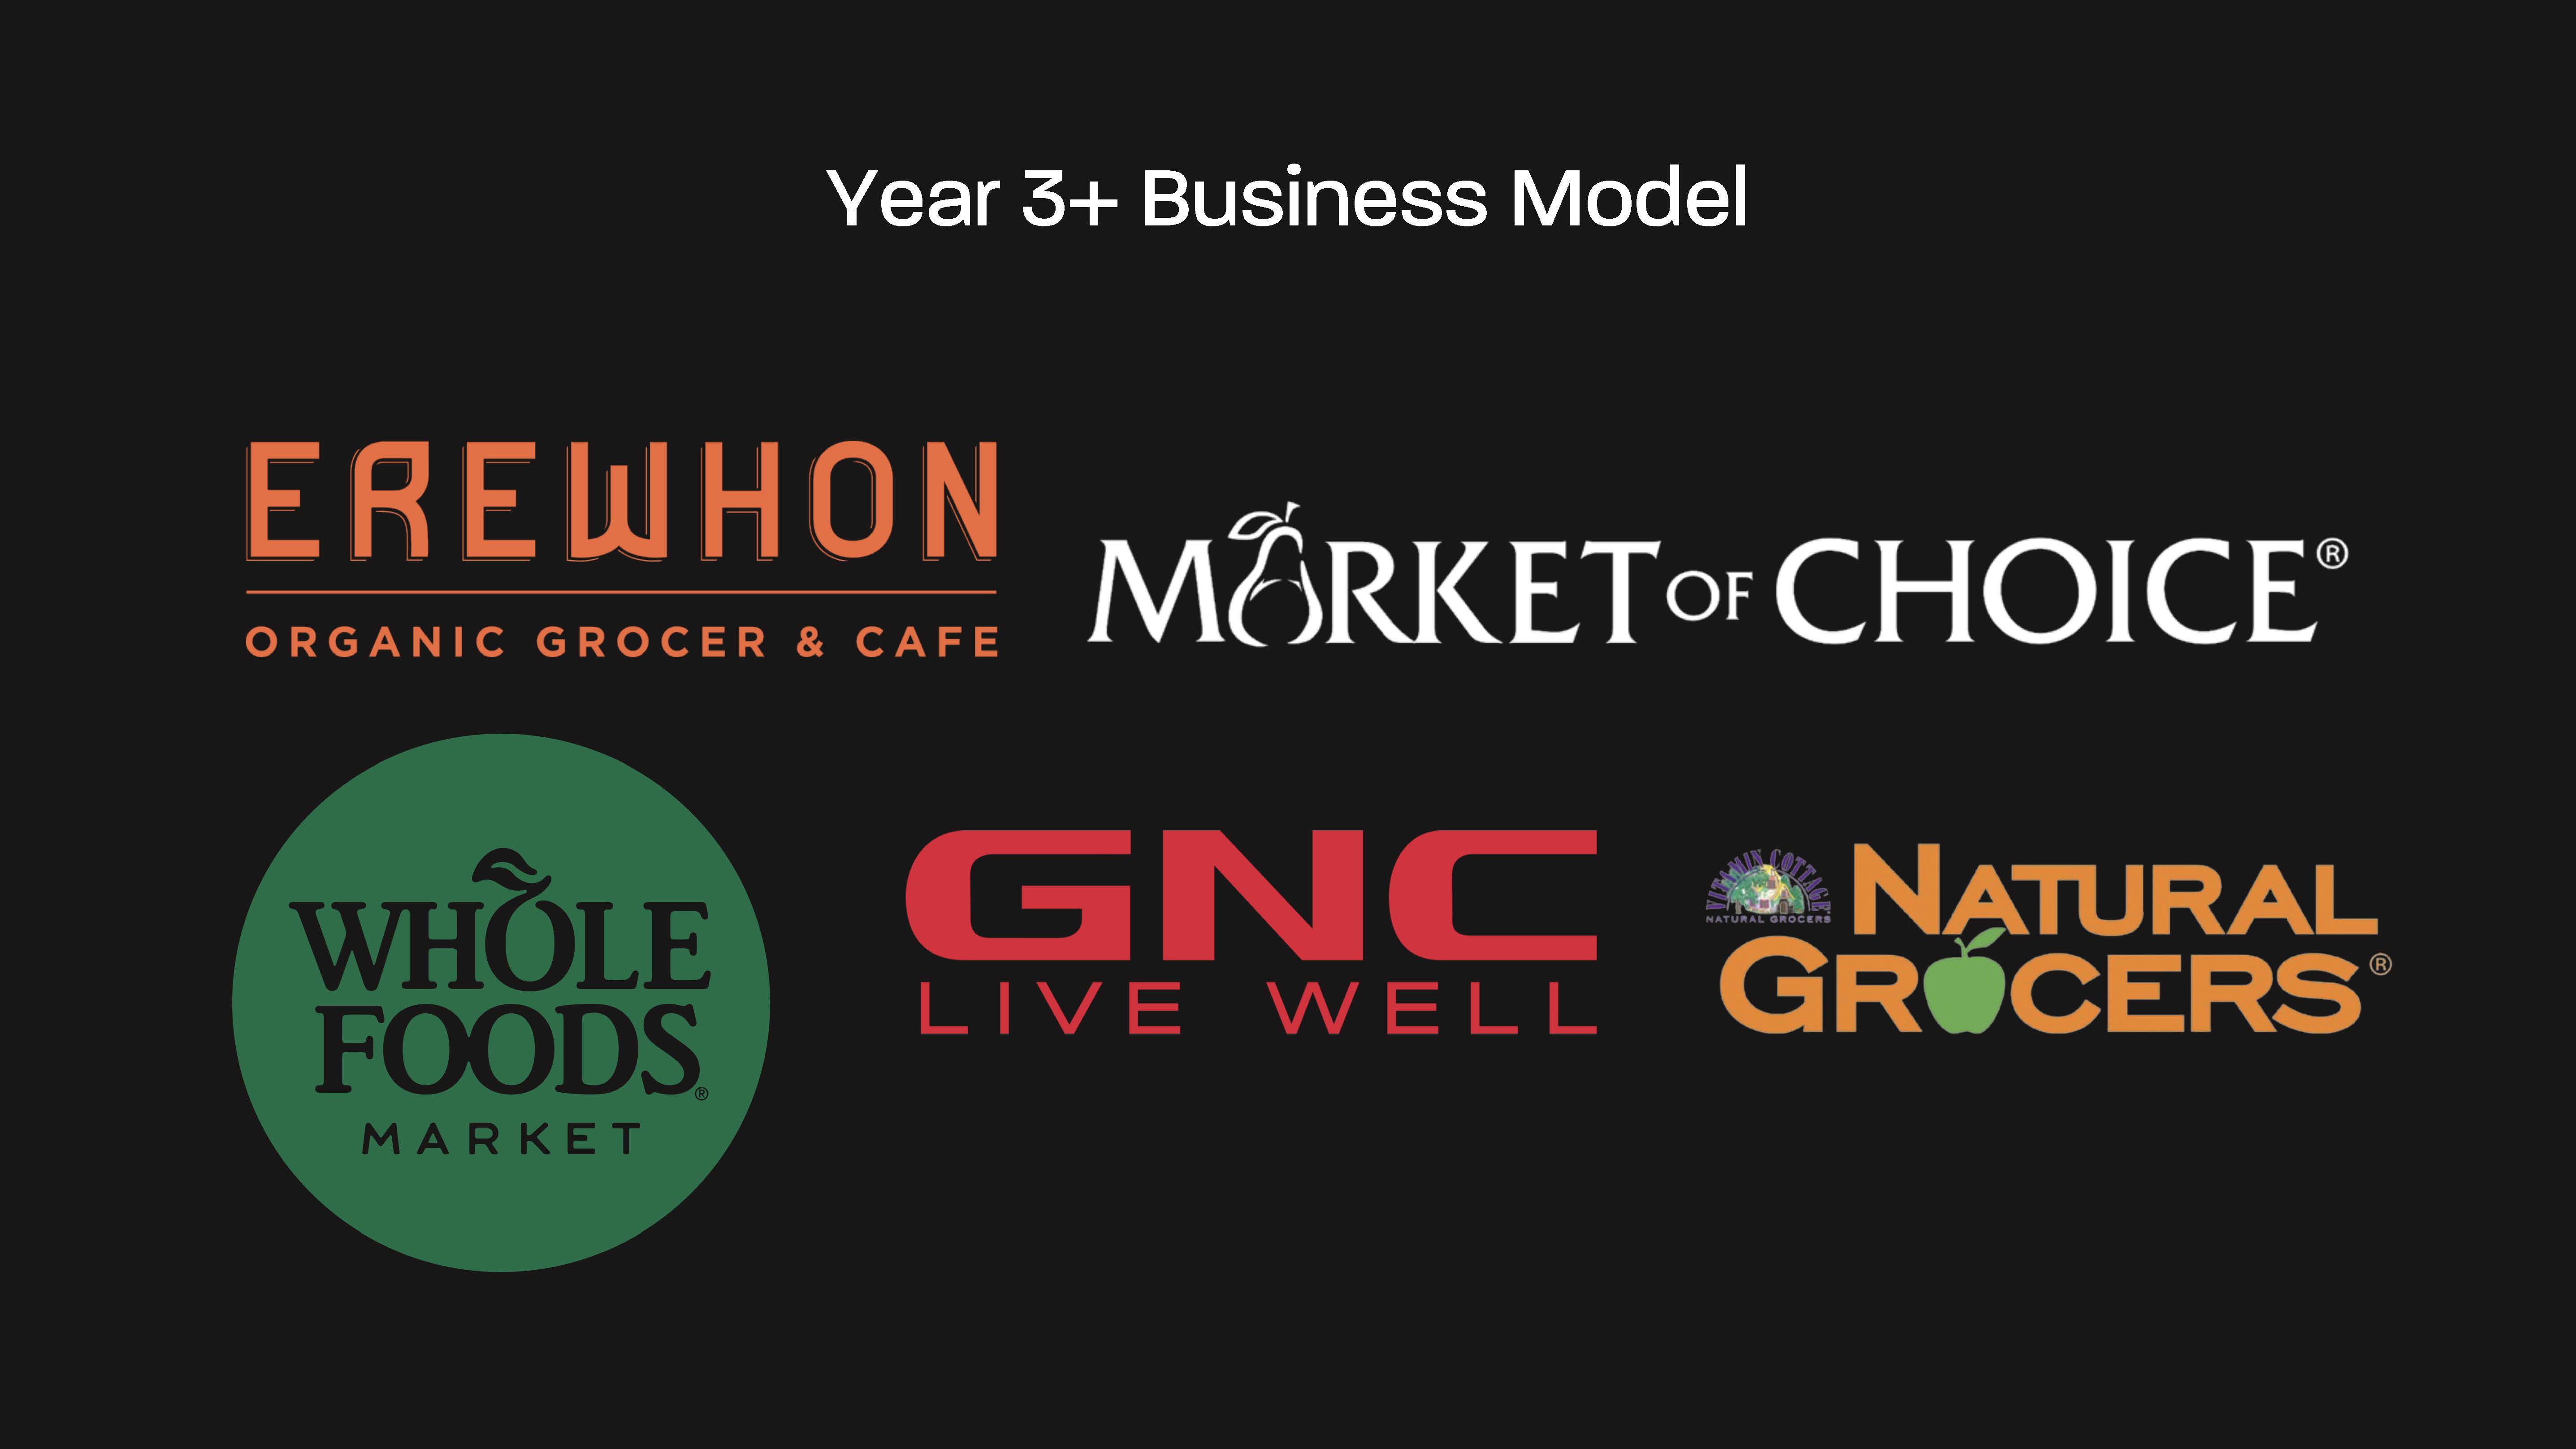 Year 3+ Business Model
EREWHON
ORGANIC GROCER & CAFE
MARKET OF CHOICE®
WHOLE
FOODS®
MARKET
GNC
LIVE WELL
VITAMIN COTTAGE
NATURAL GROCERS
NATURAL
GROCERS®